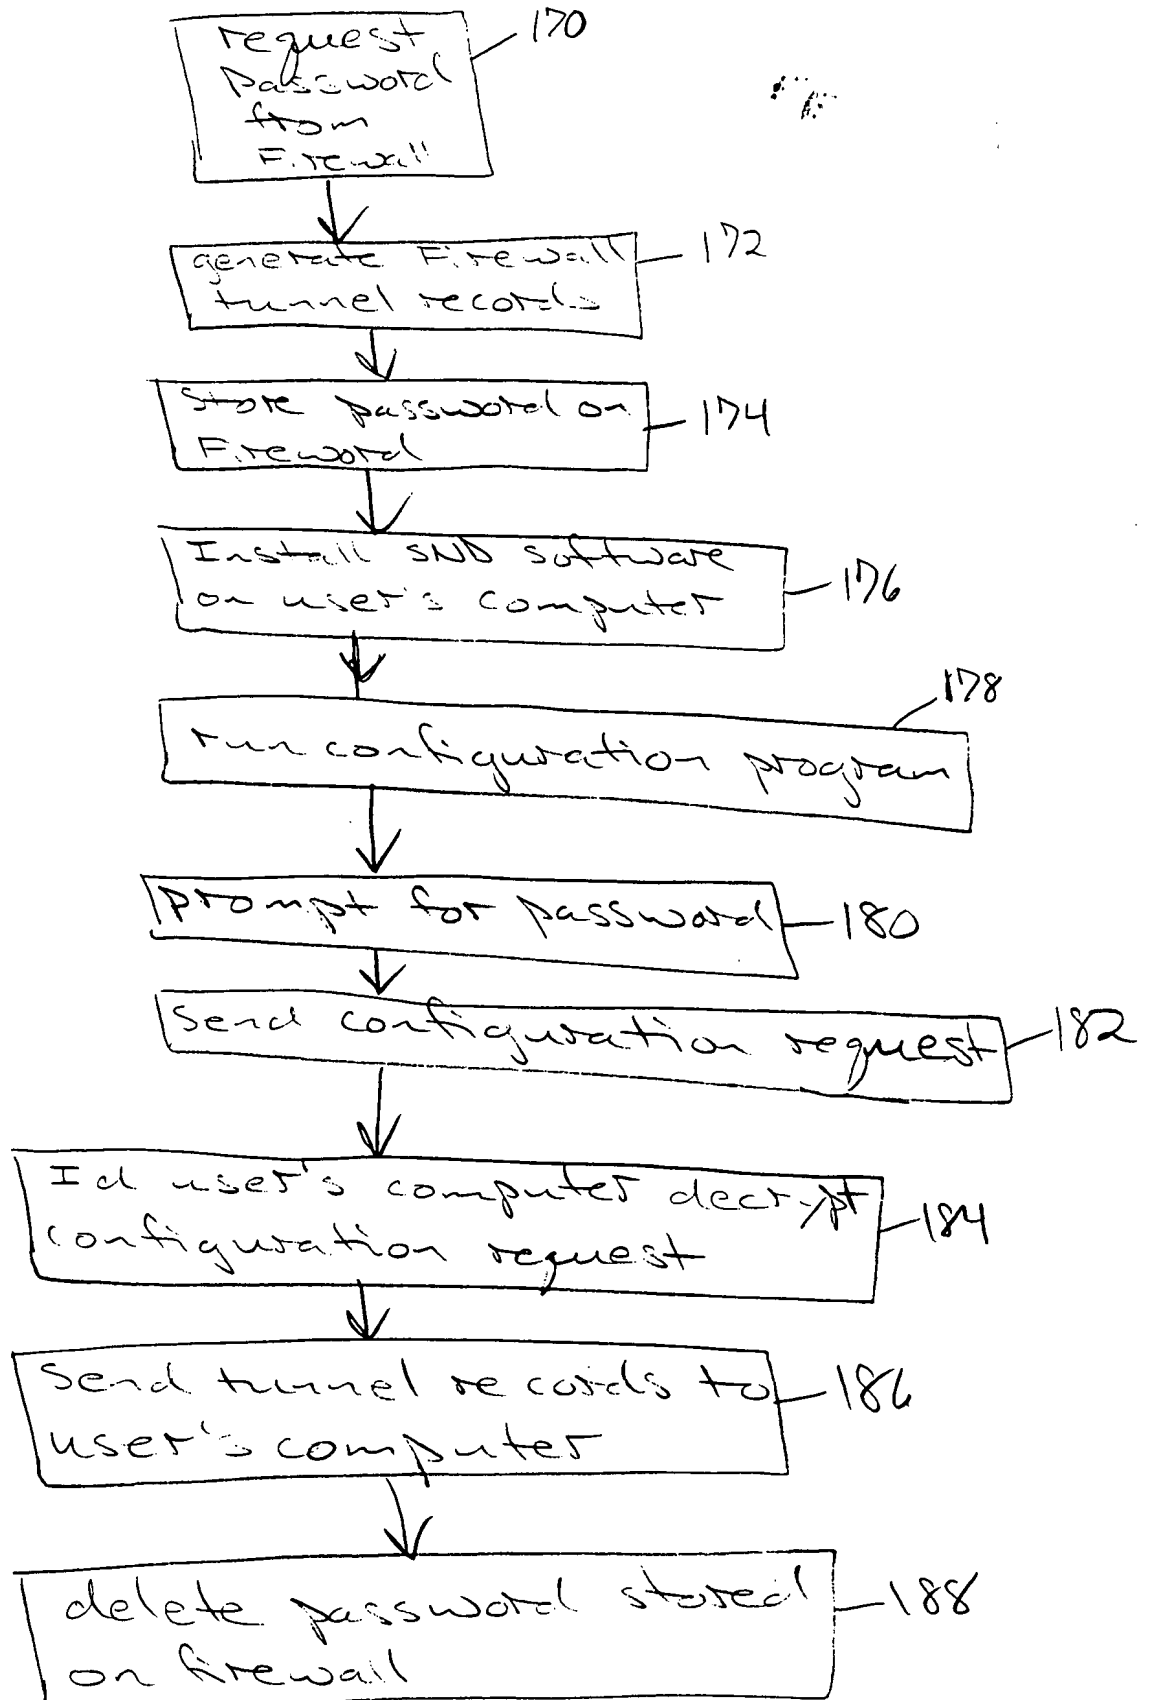 request 170
password
from
Firewall
generate Firewall 172
tunnel records
Store password on 174
Fireword
Install SND software 176
on user's computer
178
run configuration program
prompt for password 180
Send configuration request 182
Id user's computer decrypt 184
configuration request
Send tunnel records to 186
user's computer
delete password stored 188
on firewall